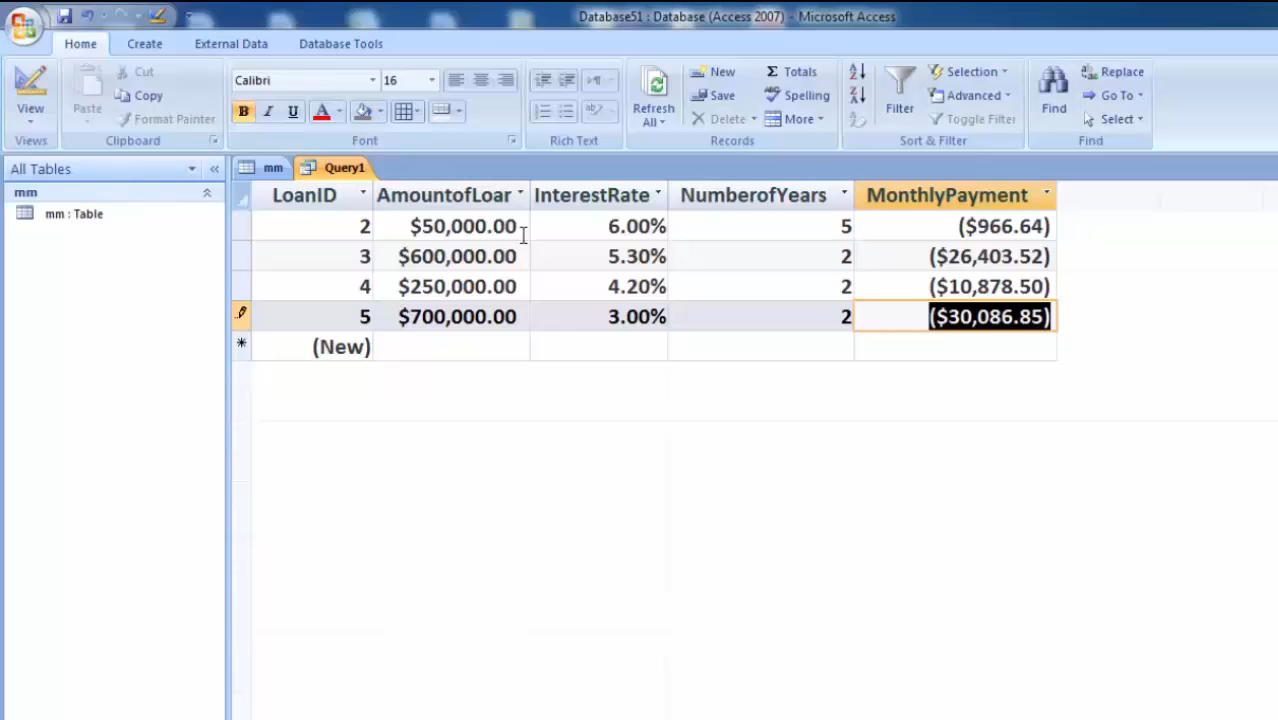 Database51 : Database (Access 2007) - Microsoft Access
Home Create External Data Database Tools
View Paste Cut Copy Format Painter Calibri 16 B I U A Refresh All New Save Delete Σ Totals Spelling More Filter Selection Advanced Toggle Filter Find Replace Go To Select
Views Clipboard Font Rich Text Records Sort & Filter Find
All Tables «
mm
mm : Table
mm Query1
LoanID AmountofLoar InterestRate NumberofYears MonthlyPayment
2 $50,000.00 6.00% 5 ($966.64)
3 $600,000.00 5.30% 2 ($26,403.52)
4 $250,000.00 4.20% 2 ($10,878.50)
5 $700,000.00 3.00% 2 ($30,086.85)
* (New)